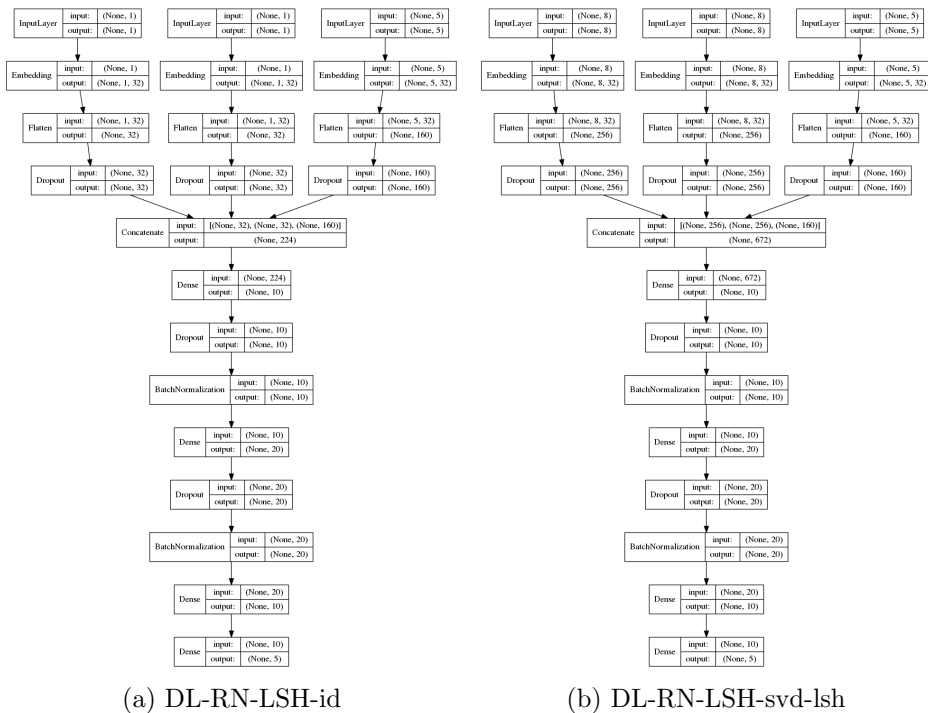 InputLayer input: (None, 1) output: (None, 1)
InputLayer input: (None, 1) output: (None, 1)
InputLayer input: (None, 5) output: (None, 5)
Embedding input: (None, 1) output: (None, 1, 32)
Embedding input: (None, 1) output: (None, 1, 32)
Embedding input: (None, 5) output: (None, 5, 32)
Flatten input: (None, 1, 32) output: (None, 32)
Flatten input: (None, 1, 32) output: (None, 32)
Flatten input: (None, 5, 32) output: (None, 160)
Dropout input: (None, 32) output: (None, 32)
Dropout input: (None, 32) output: (None, 32)
Dropout input: (None, 160) output: (None, 160)
Concatenate input: [(None, 32), (None, 32), (None, 160)] output: (None, 224)
Dense input: (None, 224) output: (None, 10)
Dropout input: (None, 10) output: (None, 10)
BatchNormalization input: (None, 10) output: (None, 10)
Dense input: (None, 10) output: (None, 20)
Dropout input: (None, 20) output: (None, 20)
BatchNormalization input: (None, 20) output: (None, 20)
Dense input: (None, 20) output: (None, 10)
Dense input: (None, 10) output: (None, 5)
(a) DL-RN-LSH-id
InputLayer input: (None, 8) output: (None, 8)
InputLayer input: (None, 8) output: (None, 8)
InputLayer input: (None, 5) output: (None, 5)
Embedding input: (None, 8) output: (None, 8, 32)
Embedding input: (None, 8) output: (None, 8, 32)
Embedding input: (None, 5) output: (None, 5, 32)
Flatten input: (None, 8, 32) output: (None, 256)
Flatten input: (None, 8, 32) output: (None, 256)
Flatten input: (None, 5, 32) output: (None, 160)
Dropout input: (None, 256) output: (None, 256)
Dropout input: (None, 256) output: (None, 256)
Dropout input: (None, 160) output: (None, 160)
Concatenate input: [(None, 256), (None, 256), (None, 160)] output: (None, 672)
Dense input: (None, 672) output: (None, 10)
Dropout input: (None, 10) output: (None, 10)
BatchNormalization input: (None, 10) output: (None, 10)
Dense input: (None, 10) output: (None, 20)
Dropout input: (None, 20) output: (None, 20)
BatchNormalization input: (None, 20) output: (None, 20)
Dense input: (None, 20) output: (None, 10)
Dense input: (None, 10) output: (None, 5)
(b) DL-RN-LSH-svd-lsh